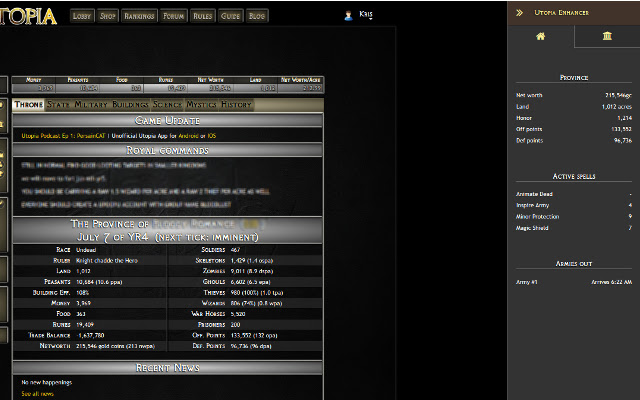 UTOPIA
Lobby Shop Rankings Forum Rules Guide Blog
Kris
Utopia Enhancer
Money Peasants Food Runes Net Worth Land Net Worth/Acre
Throne State Military Buildings Science Mystics History
Game Update
Utopia Podcast Ep 1: PersainCAT | Unofficial Utopia App for Android or iOS
Royal commands
The Province of
July 7 of YR4 (next tick: imminent)
Race Undead Soldiers 467
Ruler Knight chadde the Hero Skeletons 1,429 (1.4 ospa)
Land 1,012 Zombies 9,011 (8.9 dspa)
Peasants 10,684 (10.6 ppa) Ghouls 6,602 (6.5 epa)
Building Eff. 108% Thieves 980 (100%) (1.0 tpa)
Money 3,969 Wizards 806 (74%) (0.8 wpa)
Food 363 War Horses 5,520
Runes 19,409 Prisoners 200
Trade Balance -1,637,780 Off. Points 133,552 (132 opa)
Networth 215,546 gold coins (213 nwpa) Def. Points 96,736 (96 dpa)
Recent News
No new happenings
See all news
Province
Net worth 215,546gc
Land 1,012 acres
Honor 1,214
Off points 133,552
Def points 96,736
Active spells
Animate Dead -
Inspire Army 4
Minor Protection 9
Magic Shield 7
Armies out
Army #1 Arrives 6:22 AM